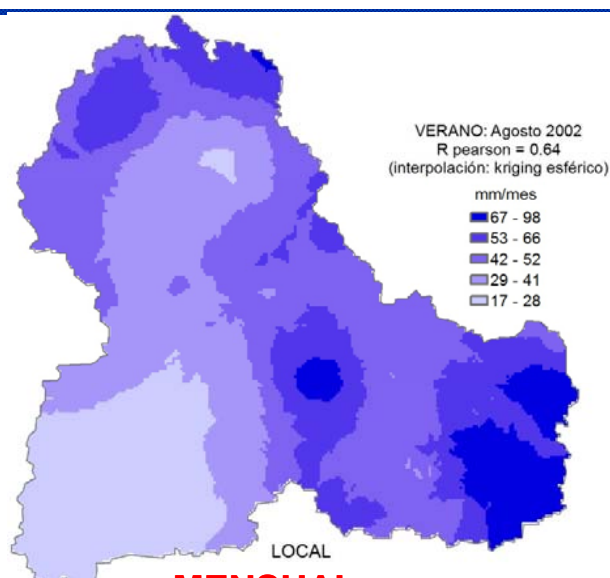 VERANO: Agosto 2002
R pearson = 0.64
(interpolación: kriging esférico)
mm/mes
67 - 98
53 - 66
42 - 52
29 - 41
17 - 28
LOCAL